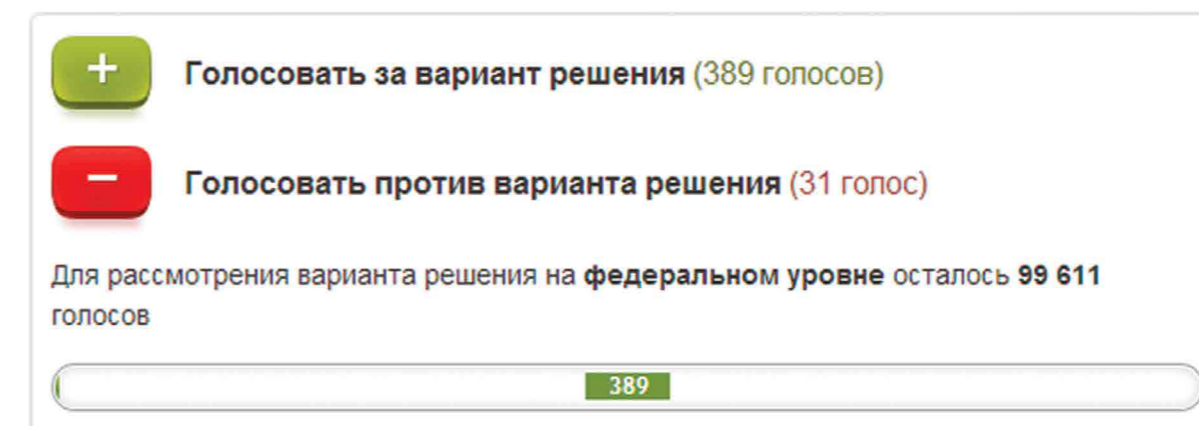 +
Голосовать за вариант решения (389 голосов)
−
Голосовать против варианта решения (31 голос)
Для рассмотрения варианта решения на федеральном уровне осталось 99 611
голосов
389